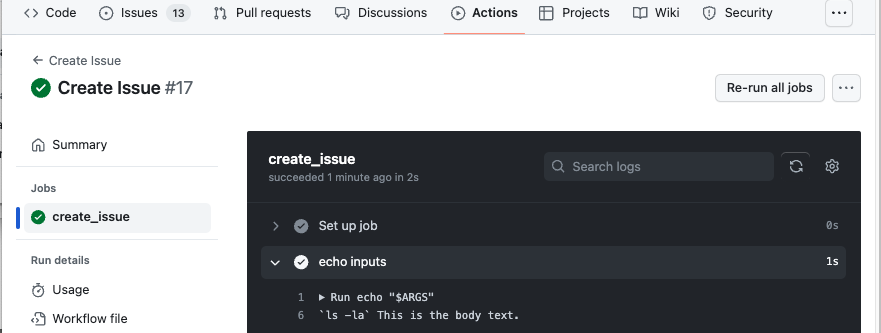 Code
Issues 13
Pull requests
Discussions
Actions
Projects
Wiki
Security
Create Issue
Create Issue #17
Re-run all jobs
Summary
Jobs
create_issue
Run details
Usage
Workflow file
create_issue
succeeded 1 minute ago in 2s
Search logs
Set up job 0s
echo inputs 1s
1 Run echo "$ARGS"
6 `ls -la` This is the body text.